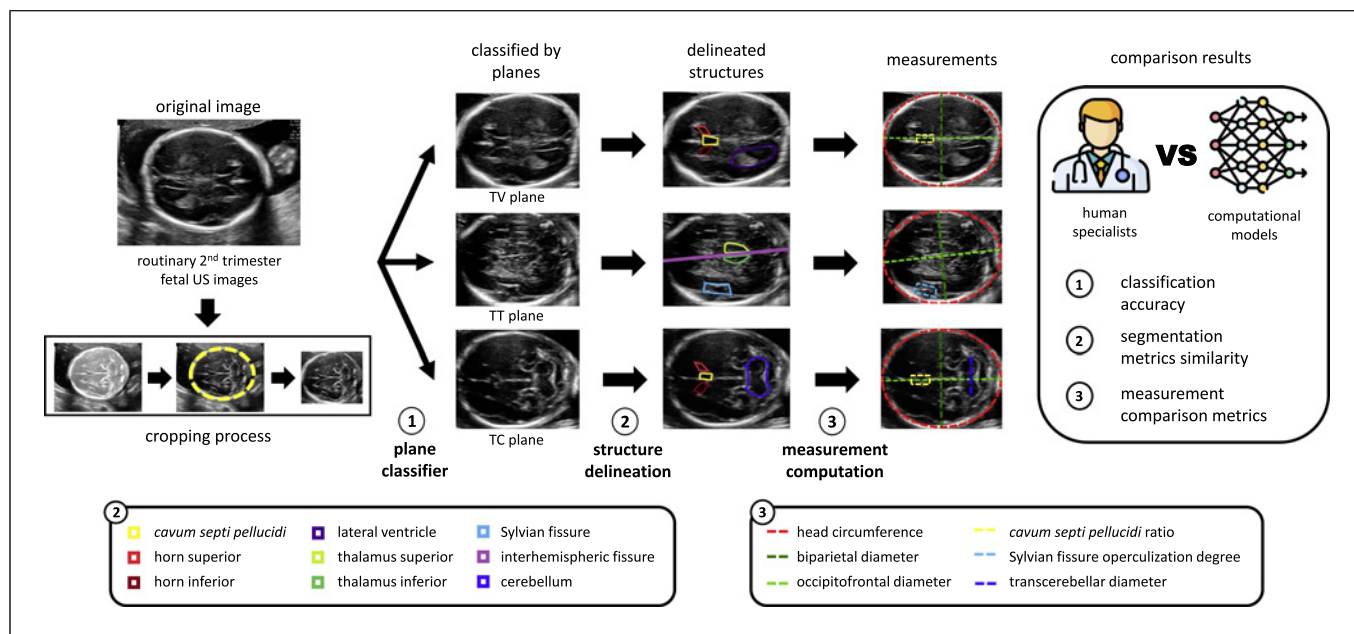 original image
routinary 2nd trimester
fetal US images
cropping process
classified by
planes
TV plane
TT plane
TC plane
1
plane
classifier
delineated
structures
2
structure
delineation
measurements
3
measurement
computation
comparison results
VS
human
specialists
computational
models
1
classification
accuracy
2
segmentation
metrics similarity
3
measurement
comparison metrics
2
cavum septi pellucidi
horn superior
horn inferior
lateral ventricle
thalamus superior
thalamus inferior
Sylvian fissure
interhemispheric fissure
cerebellum
3
head circumference
biparietal diameter
occipitofrontal diameter
cavum septi pellucidi ratio
Sylvian fissure operculization degree
transcerebellar diameter